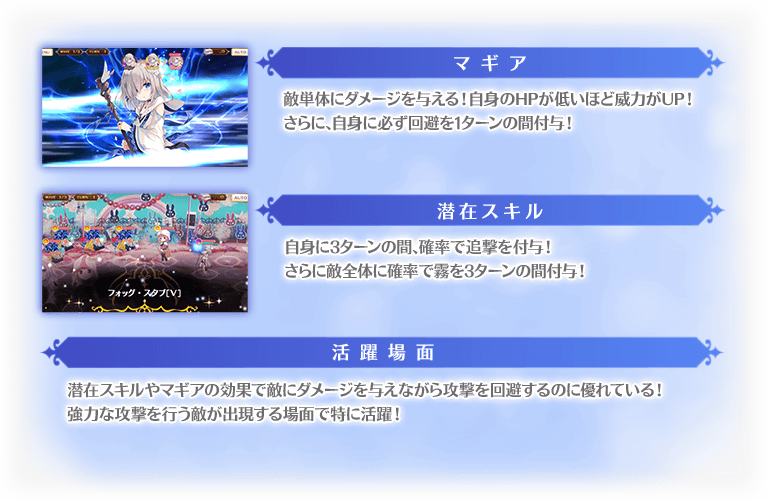 マギア
敵単体にダメージを与える!自身のHPが低いほど威力がUP!
さらに、自身に必ず回避を1ターンの間付与!
潜在スキル
自身に3ターンの間、確率で追撃を付与!
さらに敵全体に確率で霧を3ターンの間付与!
フォッグ・スタブ[V]
活躍場面
潜在スキルやマギアの効果で敵にダメージを与えながら攻撃を回避するのに優れている!
強力な攻撃を行う敵が出現する場面で特に活躍!